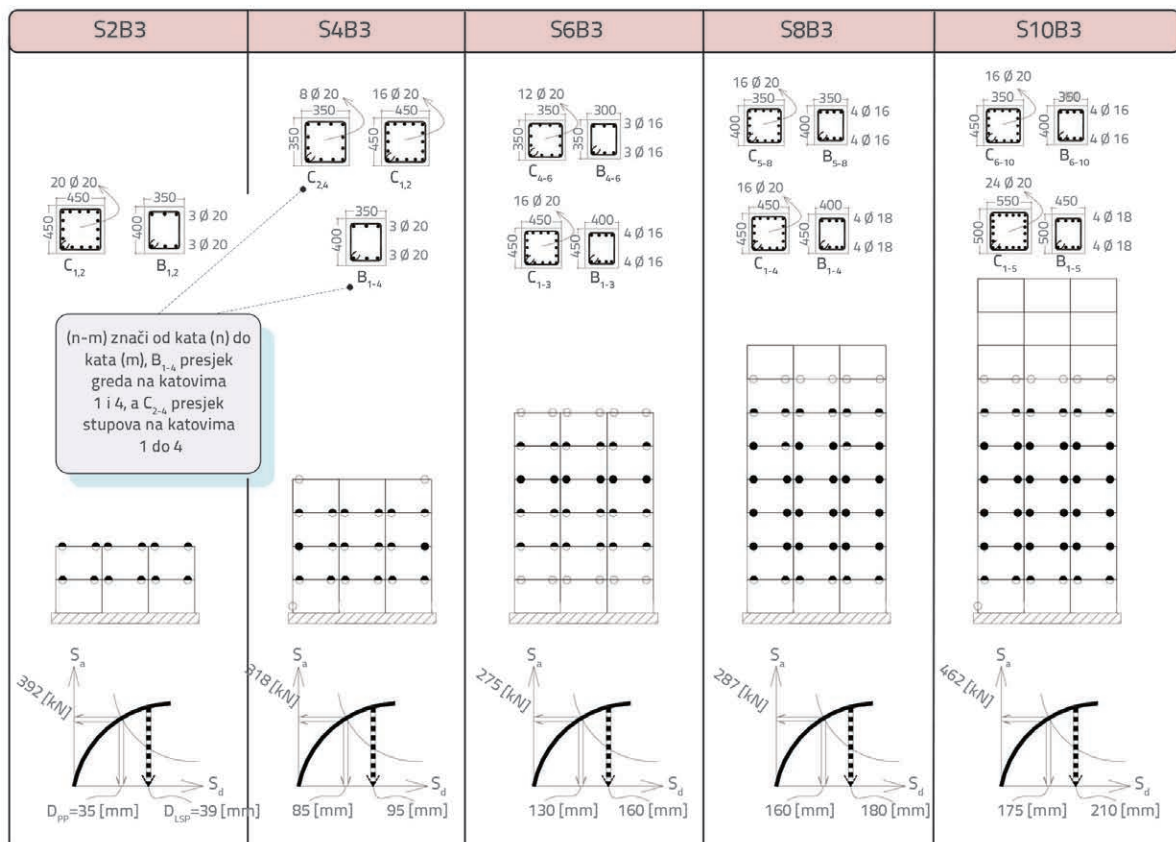 S2B3
S4B3
S6B3
S8B3
S10B3
20 Ø 20
450
450
C1,2
350
400
3 Ø 20
3 Ø 20
B1,2
8 Ø 20
350
350
C2,4
16 Ø 20
450
450
C1,2
350
400
3 Ø 20
3 Ø 20
B1-4
12 Ø 20
350
350
C4-6
300
350
3 Ø 16
3 Ø 16
B4-6
16 Ø 20
450
450
C1-3
400
450
4 Ø 16
4 Ø 16
B1-3
16 Ø 20
350
400
C5-8
350
400
4 Ø 16
4 Ø 16
B5-8
16 Ø 20
450
450
C1-4
400
450
4 Ø 18
4 Ø 18
B1-4
16 Ø 20
350
450
C6-10
400
4 Ø 16
4 Ø 16
B6-10
24 Ø 20
550
500
C1-5
450
500
4 Ø 18
4 Ø 18
B1-5
(n-m) znači od kata (n) do
kata (m), B1-4 presjek
greda na katovima
1 i 4, a C2-4 presjek
stupova na katovima
1 do 4
Sa
392 [kN]
Sd
DPP=35 [mm]
DLSP=39 [mm]
Sa
318 [kN]
Sd
85 [mm]
95 [mm]
Sa
275 [kN]
Sd
130 [mm]
160 [mm]
Sa
287 [kN]
Sd
160 [mm]
180 [mm]
Sa
462 [kN]
Sd
175 [mm]
210 [mm]